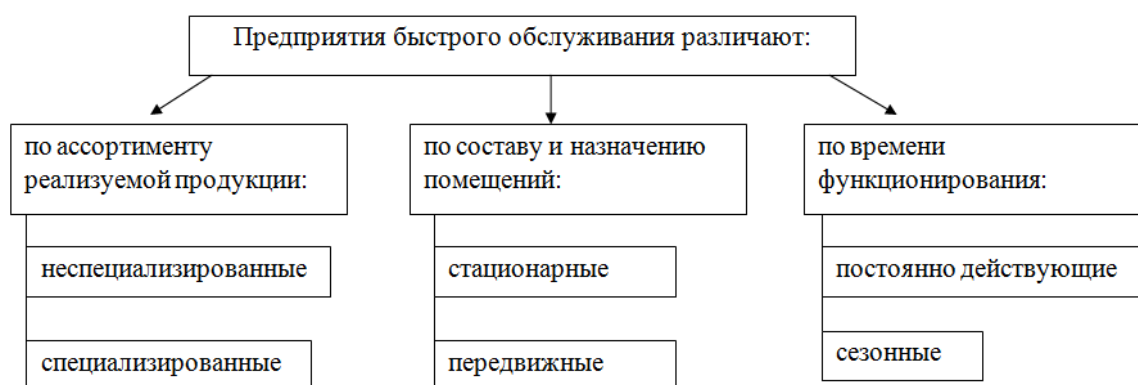 Предприятия быстрого обслуживания различают:
по ассортименту
реализуемой продукции:
неспециализированные
специализированные
по составу и назначению
помещений:
стационарные
передвижные
по времени
функционирования:
постоянно действующие
сезонные